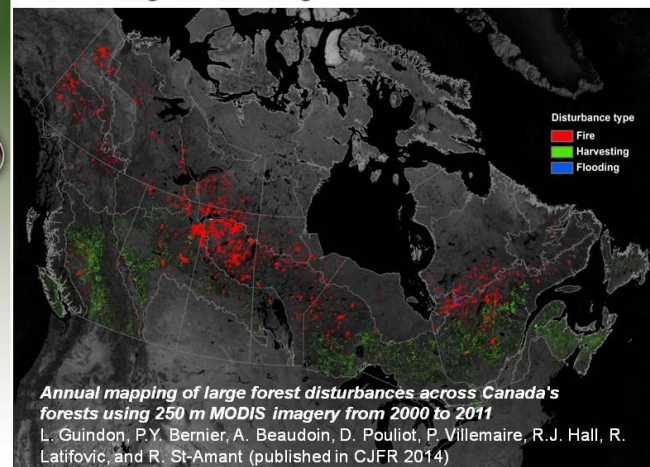 Disturbance type
Fire
Harvesting
Flooding
Annual mapping of large forest disturbances across Canada's
forests using 250 m MODIS imagery from 2000 to 2011
L. Guindon, P.Y. Bernier, A. Beaudoin, D. Pouliot, P. Villemaire, R.J. Hall, R.
Latifovic, and R. St-Amant (published in CJFR 2014)